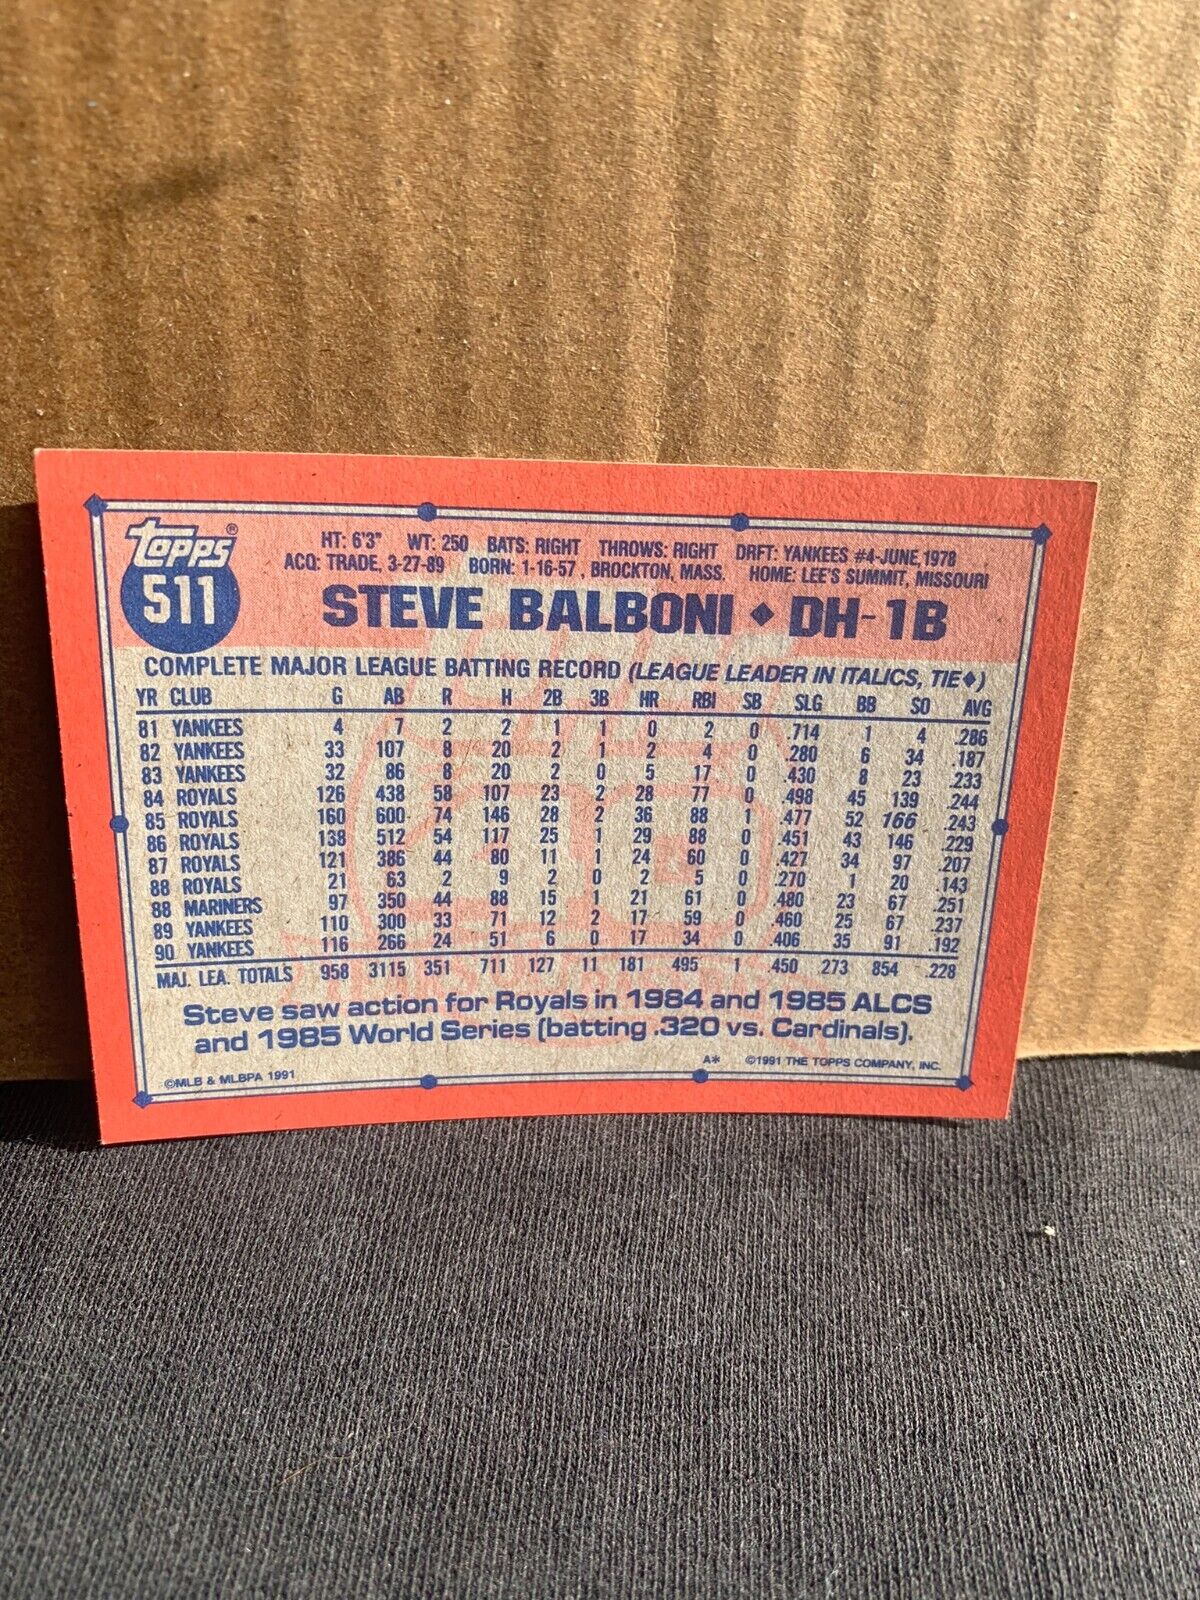 topps®
511
HT: 6'3" WT: 250 BATS: RIGHT THROWS: RIGHT DRFT: YANKEES #4-JUNE, 1978
ACQ: TRADE, 3-27-89 BORN: 1-16-57, BROCKTON, MASS. HOME: LEE'S SUMMIT, MISSOURI
STEVE BALBONI ◆ DH-1B
COMPLETE MAJOR LEAGUE BATTING RECORD (LEAGUE LEADER IN ITALICS, TIE◆)
YR CLUB G AB R H 2B 3B HR RBI SB SLG BB SO AVG
81 YANKEES 4 7 2 2 1 1 0 2 0 .714 1 4 .286
82 YANKEES 33 107 8 20 2 1 2 4 0 .280 6 34 .187
83 YANKEES 32 86 8 20 2 0 5 17 0 .430 8 23 .233
84 ROYALS 126 438 58 107 23 2 28 77 0 .498 45 139 .244
85 ROYALS 160 600 74 146 28 2 36 88 1 .477 52 166 .243
86 ROYALS 138 512 54 117 25 1 29 88 0 .451 43 146 .229
87 ROYALS 121 386 44 80 11 1 24 60 0 .427 34 97 .207
88 ROYALS 21 63 2 9 2 0 2 5 0 .270 1 20 .143
88 MARINERS 97 350 44 88 15 1 21 61 0 .480 23 67 .251
89 YANKEES 110 300 33 71 12 2 17 59 0 .460 25 67 .237
90 YANKEES 116 266 24 51 6 0 17 34 0 .406 35 91 .192
MAJ. LEA. TOTALS 958 3115 351 711 127 11 181 495 1 .450 273 854 .228
Steve saw action for Royals in 1984 and 1985 ALCS
and 1985 World Series (batting .320 vs. Cardinals).
©MLB & MLBPA 1991 A* ©1991 THE TOPPS COMPANY, INC.